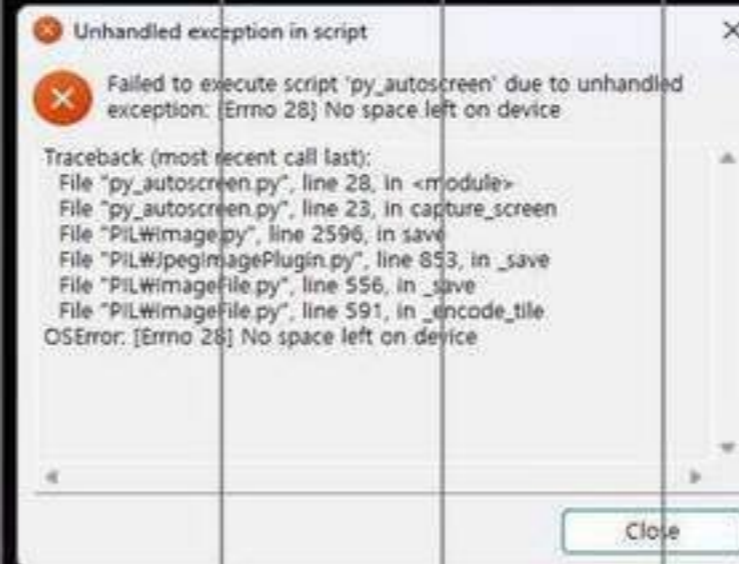 Unhandled exception in script
Failed to execute script 'py_autoscreen' due to unhandled
exception: [Errno 28] No space left on device
Traceback (most recent call last):
File "py_autoscreen.py", line 28, in <module>
File "py_autoscreen.py", line 23, in capture_screen
File "PIL₩Image.py", line 2596, in save
File "PIL₩JpegImagePlugin.py", line 853, in _save
File "PIL₩ImageFile.py", line 556, in _save
File "PIL₩ImageFile.py", line 591, in _encode_tile
OSError: [Errno 28] No space left on device
Close